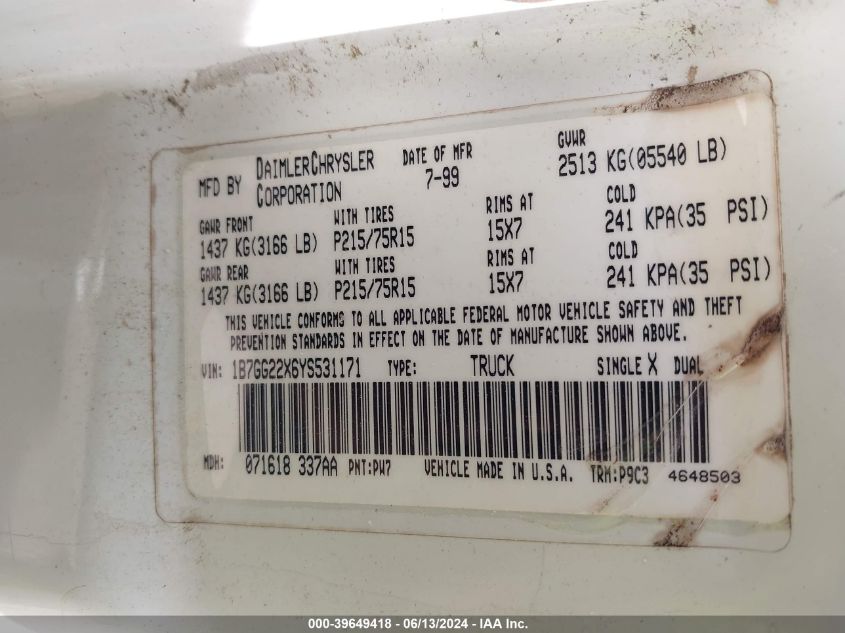 MFD BY DAIMLERCHRYSLER CORPORATION DATE OF MFR 7-99 GVWR 2513 KG(05540 LB)
GAWR FRONT WITH TIRES RIMS AT COLD
1437 KG(3166 LB) P215/75R15 15X7 241 KPA(35 PSI)
GAWR REAR WITH TIRES RIMS AT COLD
1437 KG(3166 LB) P215/75R15 15X7 241 KPA(35 PSI)
THIS VEHICLE CONFORMS TO ALL APPLICABLE FEDERAL MOTOR VEHICLE SAFETY AND THEFT
PREVENTION STANDARDS IN EFFECT ON THE DATE OF MANUFACTURE SHOWN ABOVE.
VIN: 1B7GG22X6YS531171 TYPE: TRUCK SINGLE X DUAL
MDH: 071618 337AA PNT:PW7 VEHICLE MADE IN U.S.A. TRM:P9C3 4648503
000-39649418 - 06/13/2024 - IAA Inc.